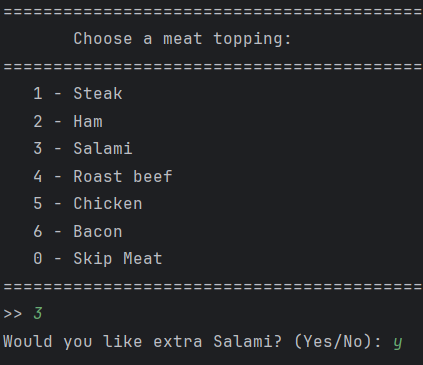 ==========================================
Choose a meat topping:
==========================================
1 - Steak
2 - Ham
3 - Salami
4 - Roast beef
5 - Chicken
6 - Bacon
0 - Skip Meat
==========================================
>> 3
Would you like extra Salami? (Yes/No): y